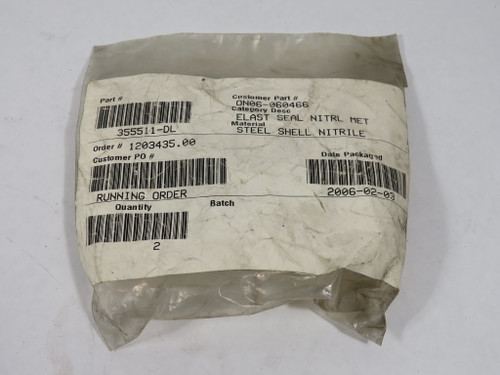 Part #
355511-DL
Customer Part #
ON06-060466
Category Desc
ELAST SEAL NITRL MET
Material
STEEL SHELL NITRILE
Order # 1203435.00
Customer PO #
RUNNING ORDER
Date Packaged
2006-02-03
Quantity
2
Batch